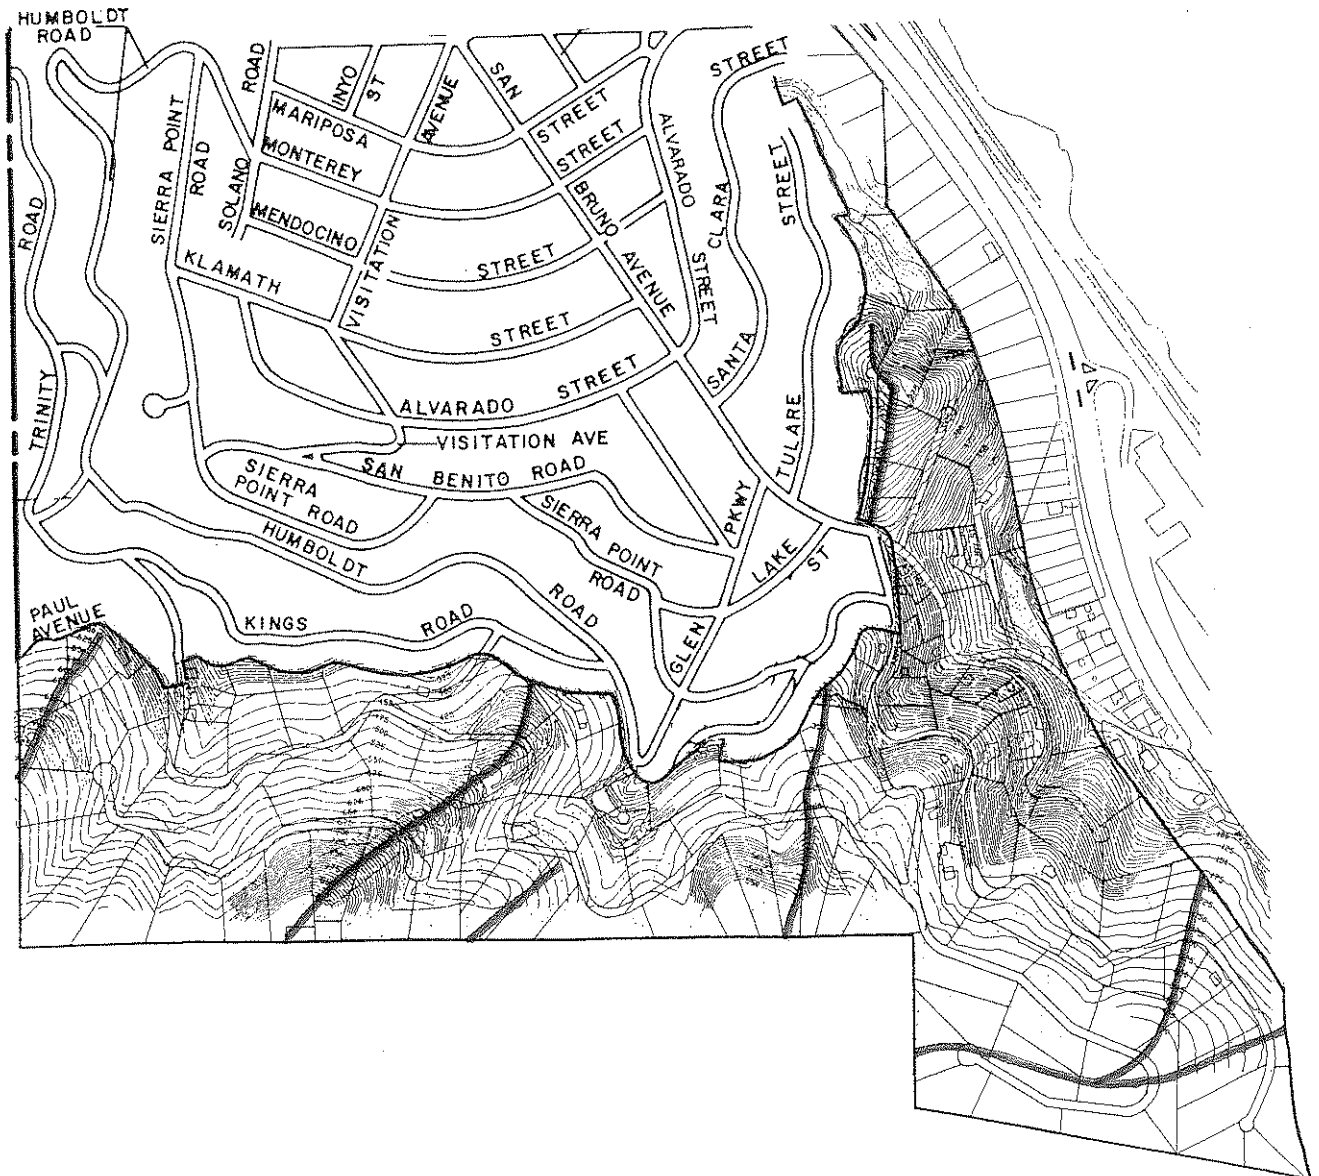 HUMBOLDT
ROAD
ROAD
SIERRA POINT
ROAD
SOLANO
ROAD
INYO
ST
MARIPOSA
MONTEREY
MENDOCINO
KLAMATH
VISITATION
AVENUE
SAN
BRUNO
AVENUE
STREET
STREET
STREET
STREET
STREET
ALVARADO
ALVARADO
STREET
SANTA
CLARA
STREET
TULARE
STREET
TRINITY
VISITATION AVE
SAN BENITO ROAD
SIERRA
POINT ROAD
SIERRA POINT
ROAD
HUMBOLDT
ROAD
GLEN
PKWY
LAKE
ST
PAUL
AVENUE
KINGS
ROAD